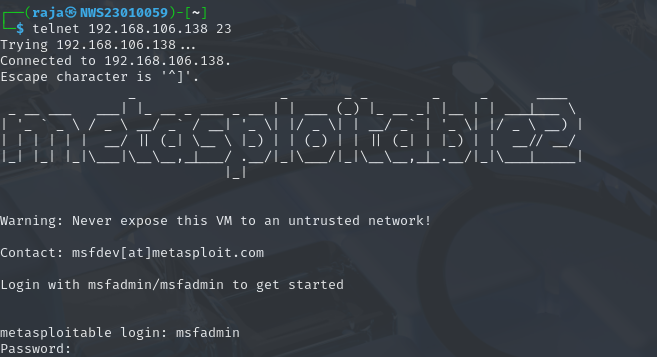 ┌──(raja㉿NWS23010059)-[~]
└─$ telnet 192.168.106.138 23
Trying 192.168.106.138...
Connected to 192.168.106.138.
Escape character is '^]'.
metasploitable2
Warning: Never expose this VM to an untrusted network!
Contact: msfdev[at]metasploit.com
Login with msfadmin/msfadmin to get started
metasploitable login: msfadmin
Password: